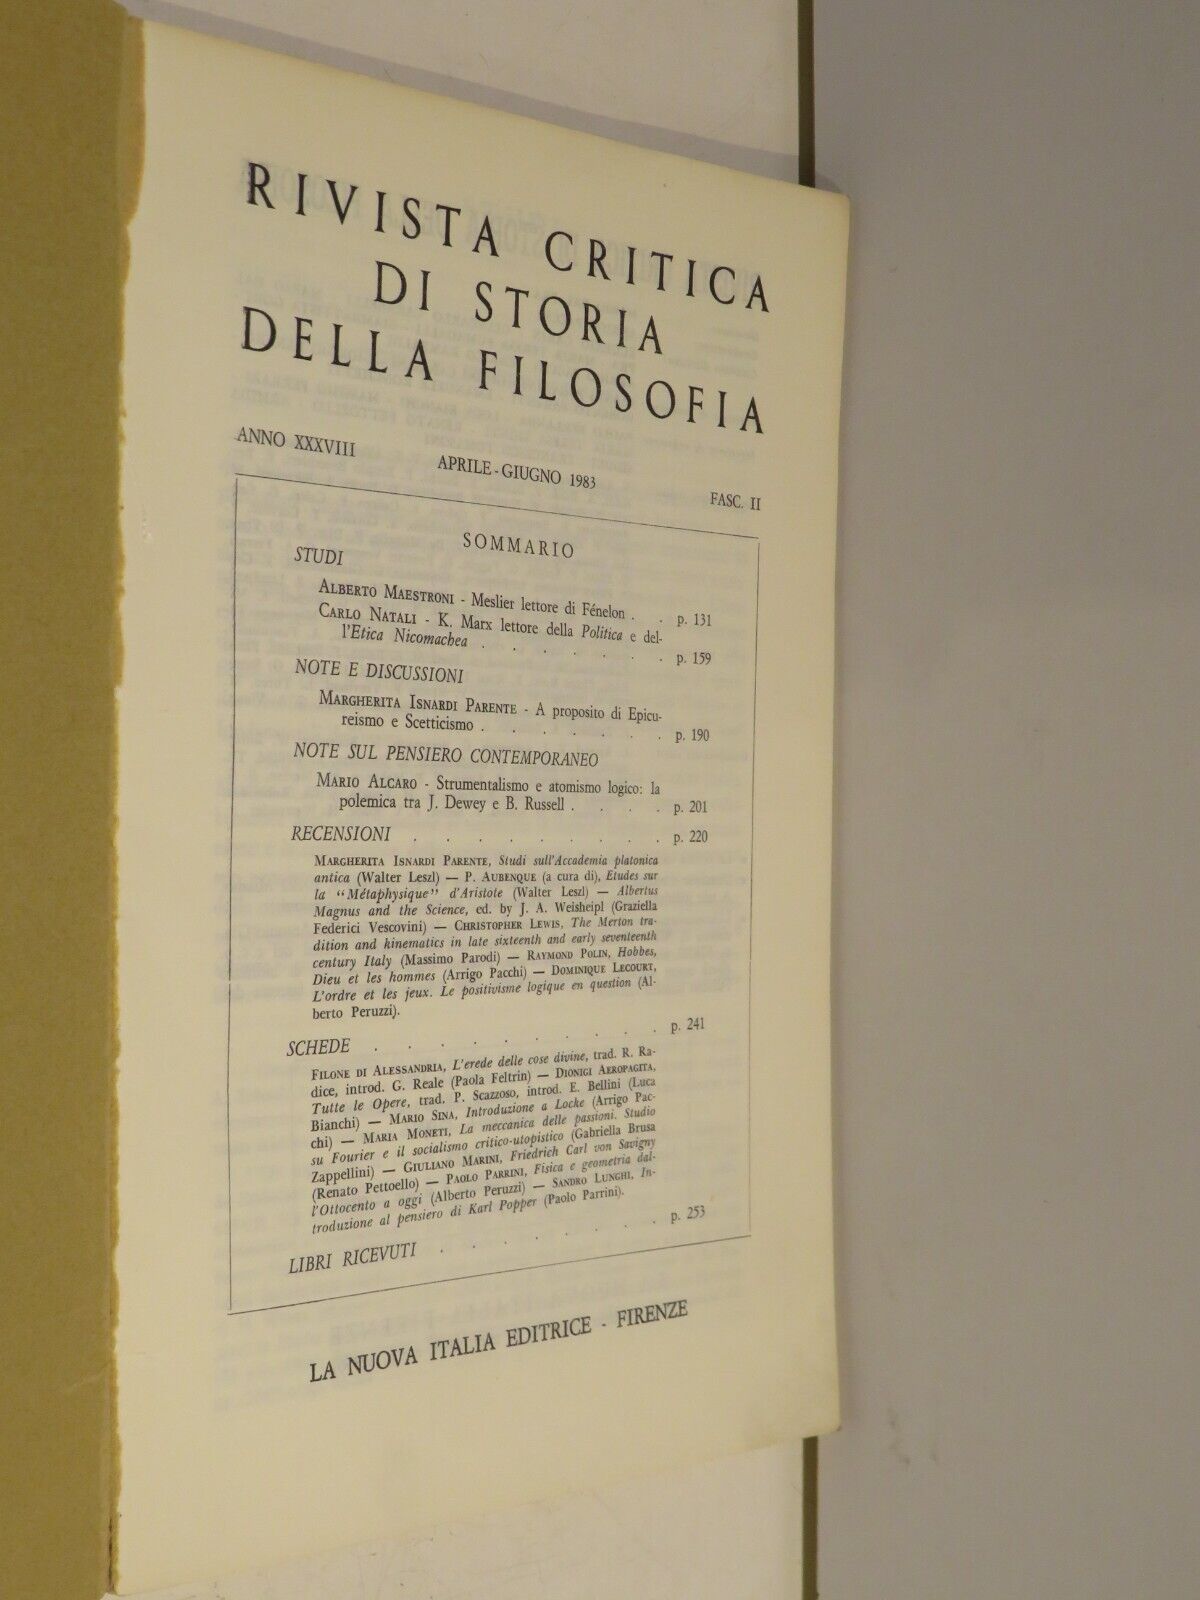 RIVISTA CRITICA
DI STORIA
DELLA FILOSOFIA
ANNO XXXVIII APRILE-GIUGNO 1983 FASC. II
SOMMARIO
STUDI
ALBERTO MAESTRONI - Meslier lettore di Fénelon . . p. 131
CARLO NATALI - K. Marx lettore della Politica e del-
l'Etica Nicomachea . . . . . . . p. 159
NOTE E DISCUSSIONI
MARGHERITA ISNARDI PARENTE - A proposito di Epicu-
reismo e Scetticismo . . . . . . . p. 190
NOTE SUL PENSIERO CONTEMPORANEO
MARIO ALCARO - Strumentalismo e atomismo logico: la
polemica tra J. Dewey e B. Russell . . . . p. 201
RECENSIONI . . . . . . . . . p. 220
MARGHERITA ISNARDI PARENTE, Studi sull'Accademia platonica
antica (Walter Leszl) — P. AUBENQUE (a cura di), Etudes sur
la "Métaphysique" d'Aristote (Walter Leszl) — Albertus
Magnus and the Science, ed. by J. A. Weisheipl (Graziella
Federici Vescovini) — CHRISTOPHER LEWIS, The Merton tra-
dition and kinematics in late sixteenth and early seventeenth
century Italy (Massimo Parodi) — RAYMOND POLIN, Hobbes,
Dieu et les hommes (Arrigo Pacchi) — DOMINIQUE LECOURT,
L'ordre et les jeux. Le positivisme logique en question (Al-
berto Peruzzi).
SCHEDE . . . . . . . . . p. 241
FILONE DI ALESSANDRIA, L'erede delle cose divine, trad. R. Ra-
dice, introd. G. Reale (Paola Feltrin) — DIONIGI AEROPAGITA,
Tutte le Opere, trad. P. Scazzoso, introd. E. Bellini (Luca
Bianchi) — MARIO SINA, Introduzione a Locke (Arrigo Pac-
chi) — MARIA MONETI, La meccanica delle passioni. Studio
su Fourier e il socialismo critico-utopistico (Gabriella Brusa
Zappellini) — GIULIANO MARINI, Friedrich Carl von Savigny
(Renato Pettoello) — PAOLO PARRINI, Fisica e geometria dal-
l'Ottocento a oggi (Alberto Peruzzi) — SANDRO LUNGHI, In-
troduzione al pensiero di Karl Popper (Paolo Parrini).
LIBRI RICEVUTI . . . . . . . p. 253
LA NUOVA ITALIA EDITRICE - FIRENZE